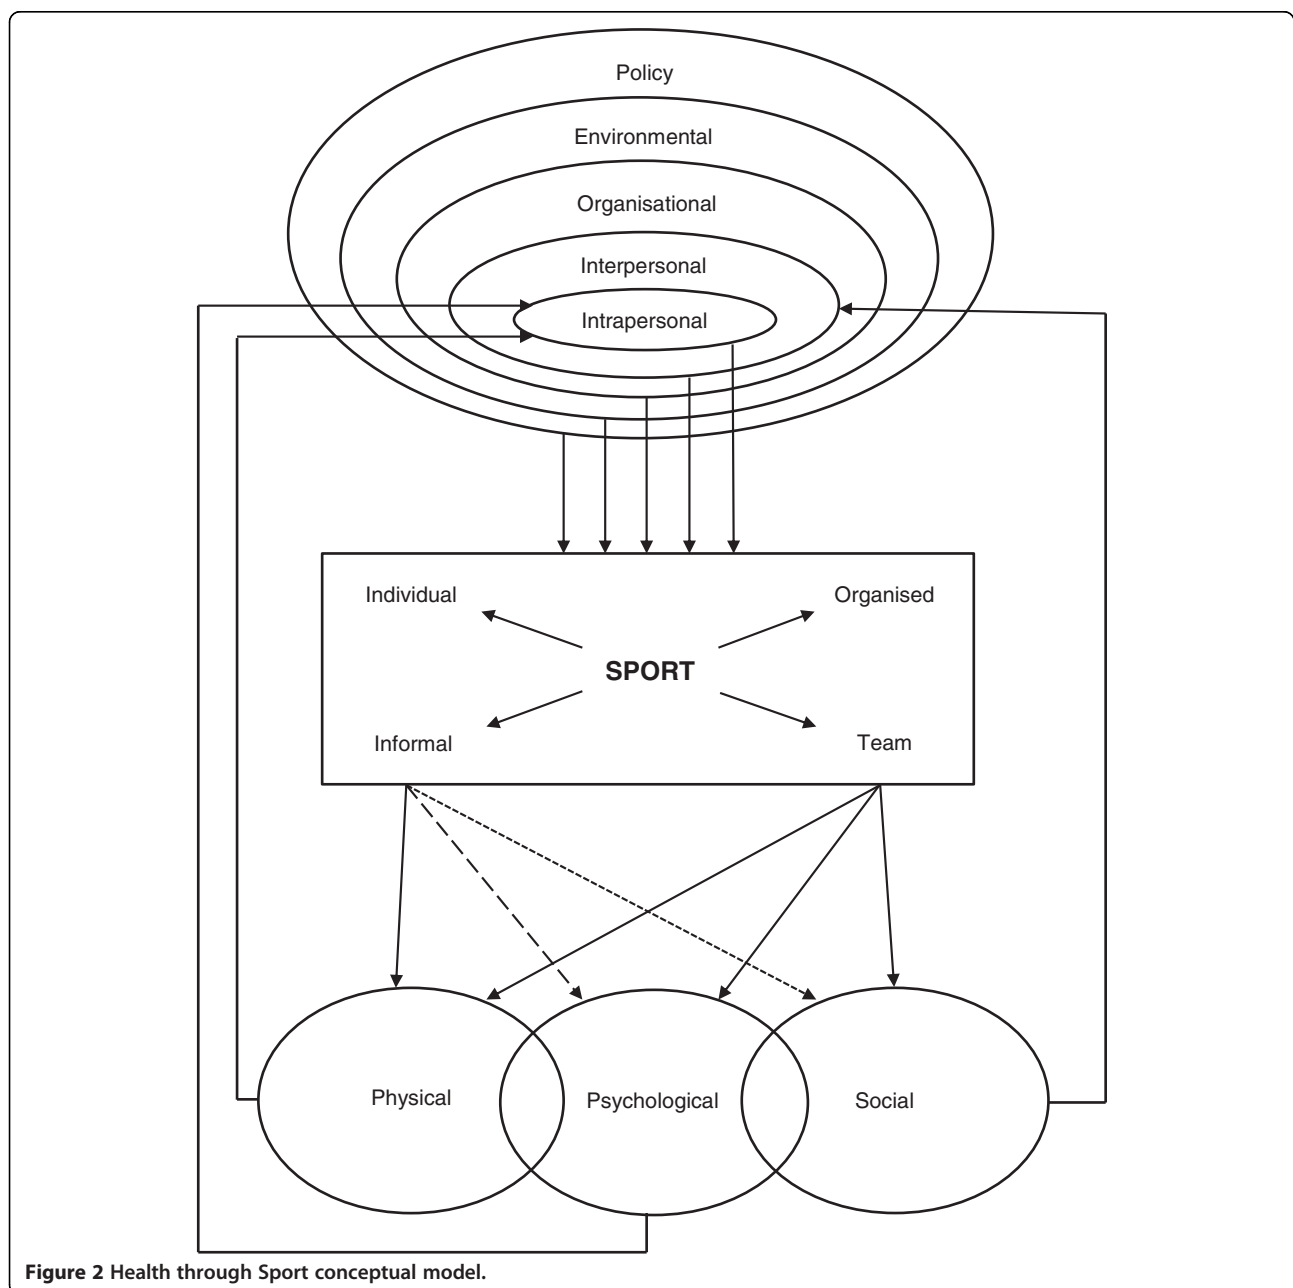 Policy
Environmental
Organisational
Interpersonal
Intrapersonal
Individual
Organised
SPORT
Informal
Team
Physical
Psychological
Social
Figure 2 Health through Sport conceptual model.